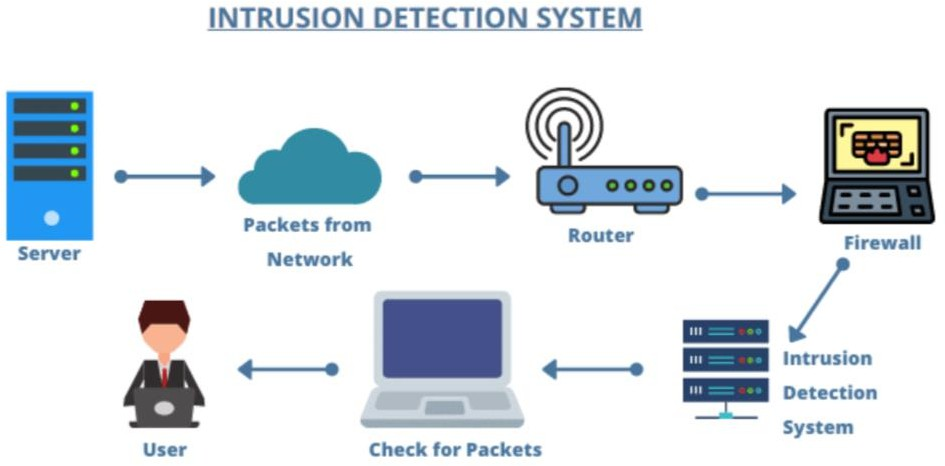 INTRUSION DETECTION SYSTEM
Server
Packets from
Network
Router
Firewall
User
Check for Packets
Intrusion
Detection
System